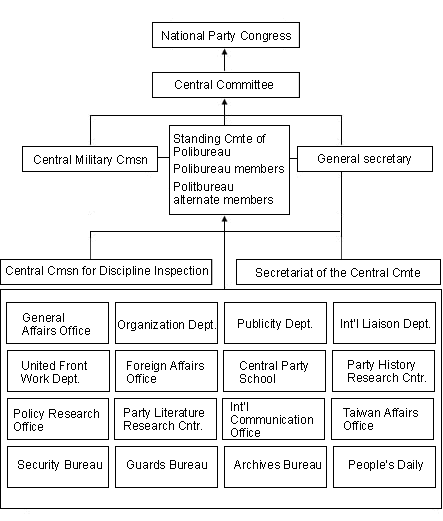 National Party Congress
Central Committee
Central Military Cmsn
Standing Cmte of
Polibureau
Polibureau members
Politbureau
alternate members
General secretary
Central Cmsn for Discipline Inspection
Secretariat of the Central Cmte
General
Affairs Office
Organization Dept.
Publicity Dept.
Int'l Liaison Dept.
United Front
Work Dept.
Foreign Affairs
Office
Central Party
School
Party History
Research Cntr.
Policy Research
Office
Party Literature
Research Cntr.
Int'l
Communication
Office
Taiwan Affairs
Office
Security Bureau
Guards Bureau
Archives Bureau
People's Daily